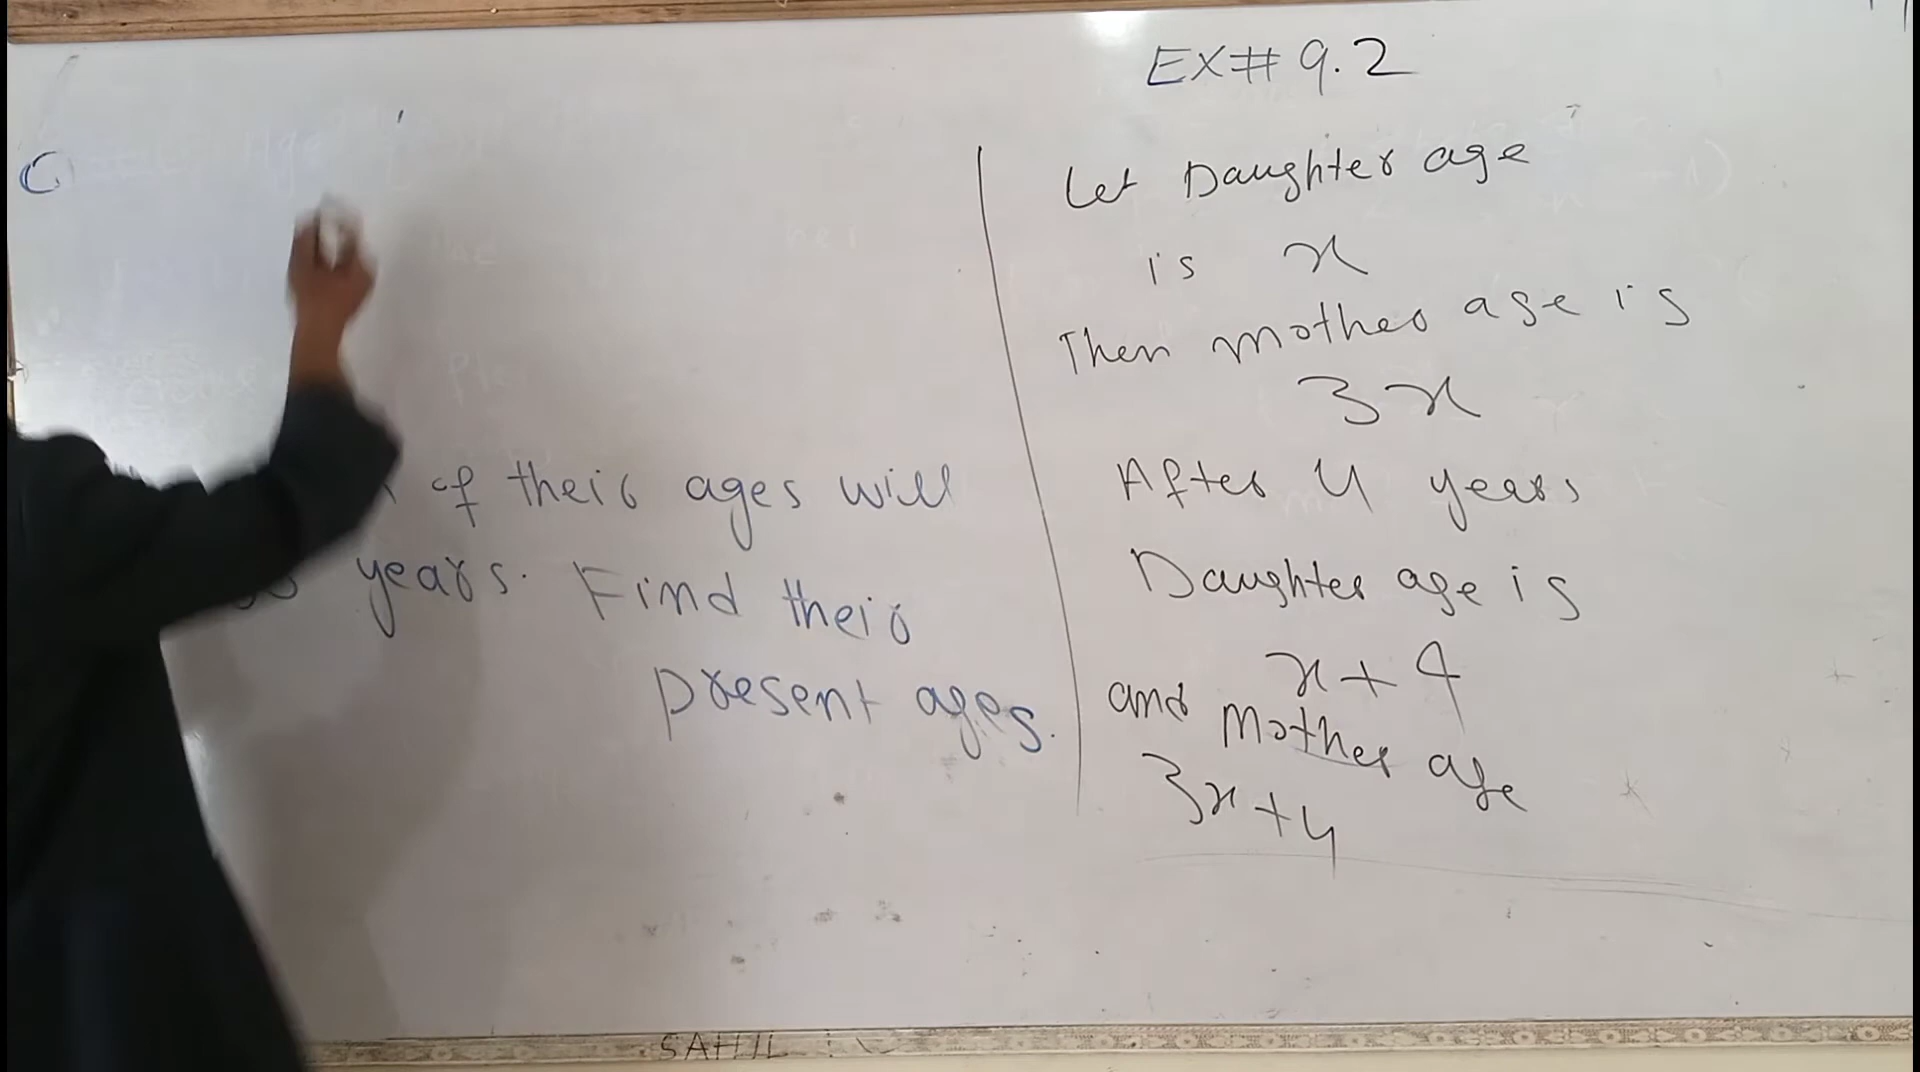 EX# 9.2
of their ages will
years. Find their
present ages.
Let Daughter age
is x
Then mother age is
3x
After 4 years
Daughter age is
x+4
and Mother age
3x+4
SAHIL